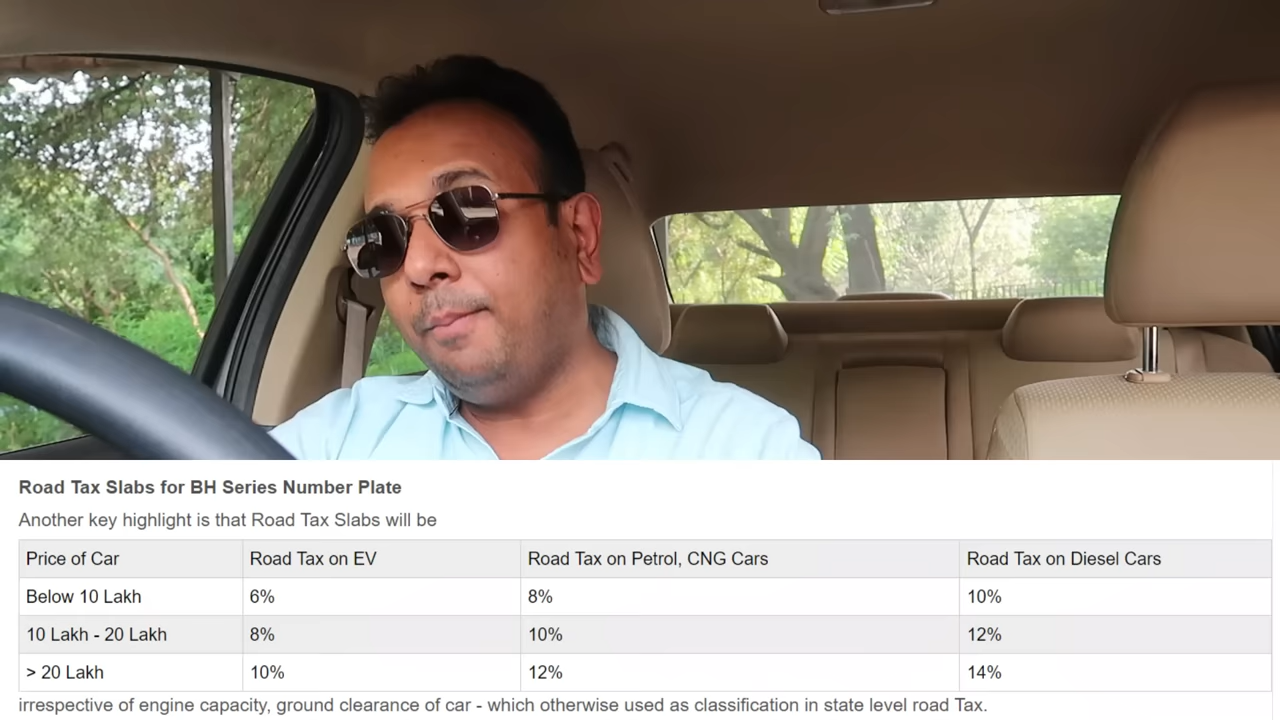 Road Tax Slabs for BH Series Number Plate
Another key highlight is that Road Tax Slabs will be
Price of Car Road Tax on EV Road Tax on Petrol, CNG Cars Road Tax on Diesel Cars
Below 10 Lakh 6% 8% 10%
10 Lakh - 20 Lakh 8% 10% 12%
> 20 Lakh 10% 12% 14%
irrespective of engine capacity, ground clearance of car - which otherwise used as classification in state level road Tax.